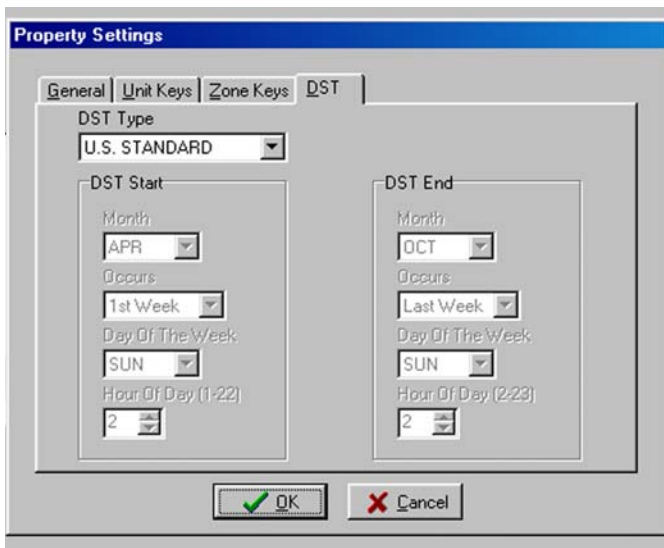 Property Settings
General Unit Keys Zone Keys DST
DST Type
U.S. STANDARD
DST Start
Month
APR
Occurs
1st Week
Day Of The Week
SUN
Hour Of Day (1-22)
2
DST End
Month
OCT
Occurs
Last Week
Day Of The Week
SUN
Hour Of Day (2-23)
2
OK Cancel